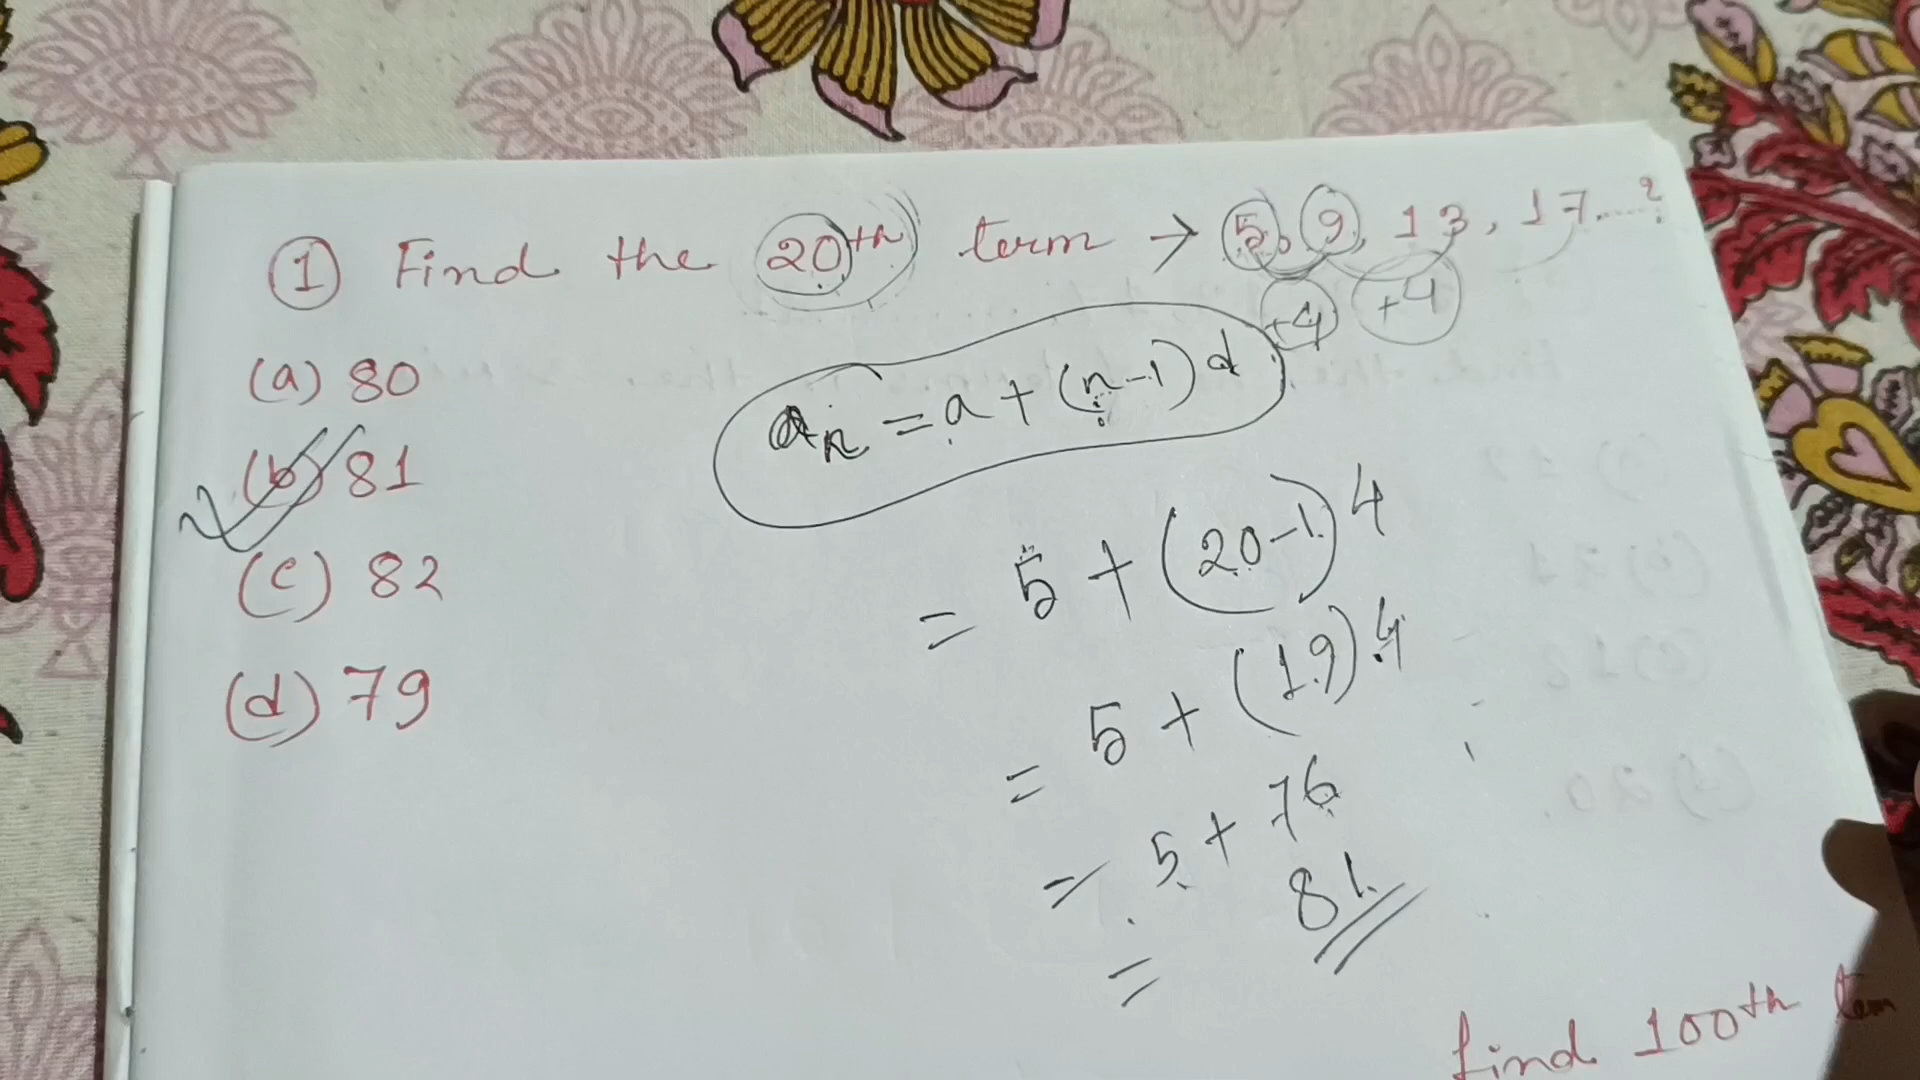 ① Find the 20th term → 5, 9, 13, 17.....?
+4 +4
(a) 80
(b) 81
(c) 82
(d) 79
an = a + (n-1) d
= 5 + (20-1) 4
= 5 + (19) 4
= 5 + 76
= 81
find 100th term